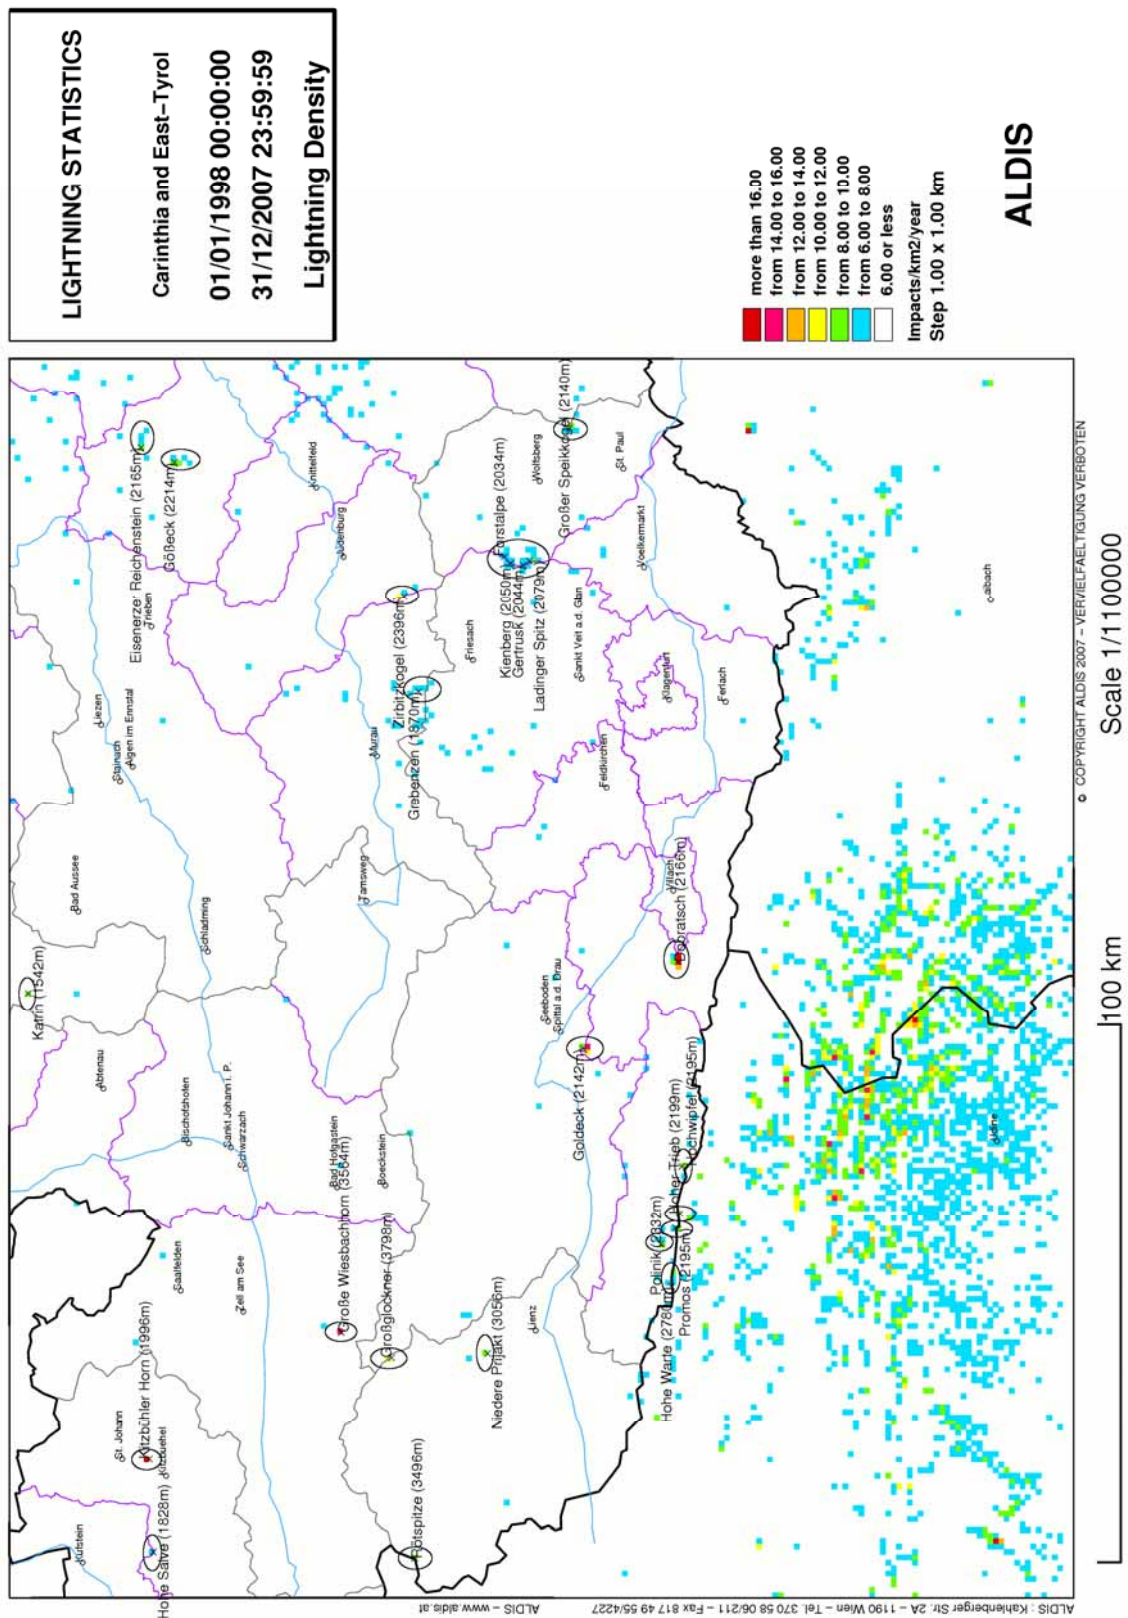 LIGHTNING STATISTICS
Carinthia and East-Tyrol
01/01/1998 00:00:00
31/12/2007 23:59:59
Lightning Density
more than 16.00
from 14.00 to 16.00
from 12.00 to 14.00
from 10.00 to 12.00
from 8.00 to 10.00
from 6.00 to 8.00
6.00 or less
Impacts/km2/year
Step 1.00 x 1.00 km
ALDIS
Kufstein
Hohe Salve (1828m)
St. Johann
Kitzbühler Horn (1996m)
Kitzbuehel
Saalfelden
Zell am See
Bischofshofen
Sankt Johann i. P.
Schwarzach
Abtenau
Katrin (1542m)
Bad Aussee
Schladming
Stainach
Aigen im Ennstal
Liezen
Trieben
Eisenerzer Reichenstein (2165m)
Gößeck (2214m)
Knittelfeld
Judenburg
Murau
Tamsweg
Bad Hofgastein
Große Wiesbachhorn (3564m)
Boeckstein
Großglockner (3798m)
Rotspitze (3496m)
Niedere Prijakt (3056m)
Lienz
Zirbitzkogel (2396m)
Grebenzen (1870m)
Friesach
Kienberg (2050m)
Forstalpe (2034m)
Gertrusk (2044m)
Ladinger Spitz (2079m)
Wolfsberg
Großer Speikkogel (2140m)
St. Paul
Sankt Veit a.d. Glan
Voelkermarkt
Feldkirchen
Klagenfurt
Ferlach
Villach
Dobratsch (2166m)
Seeboden
Spittal a.d. Drau
Goldeck (2142m)
Hohe Warte (2780m)
Polinik (2332m)
Promos (2195m)
Hoher Trieb (2199m)
Hochwipfel (2195m)
Udine
Laibach
© COPYRIGHT ALDIS 2007 - VERVIELFAELTIGUNG VERBOTEN
Scale 1/1100000
100 km
ALDIS - www.aldis.at
ALDIS : Kahlenberger Str. 2A - 1190 Wien - Tel. 370 58 06/211 - Fax 817 49 55/4227